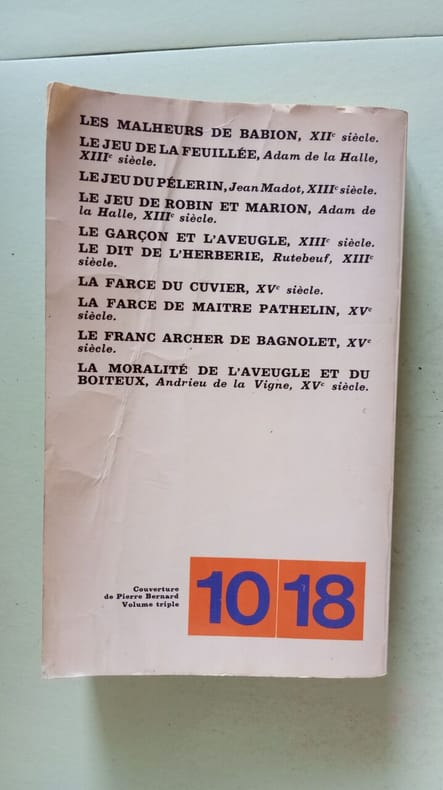 LES MALHEURS DE BABION, XIIe siècle.
LE JEU DE LA FEUILLÉE, Adam de la Halle,
XIIIe siècle.
LE JEU DU PÉLERIN, Jean Madot, XIIIe siècle.
LE JEU DE ROBIN ET MARION, Adam de
la Halle, XIIIe siècle.
LE GARÇON ET L'AVEUGLE, XIIIe siècle.
LE DIT DE L'HERBERIE, Rutebeuf, XIIIe
siècle.
LA FARCE DU CUVIER, XVe siècle.
LA FARCE DE MAITRE PATHELIN, XVe
siècle.
LE FRANC ARCHER DE BAGNOLET, XVe
siècle.
LA MORALITÉ DE L'AVEUGLE ET DU
BOITEUX, Andrieu de la Vigne, XVe siècle.
Couverture
de Pierre Bernard
Volume triple
10 18